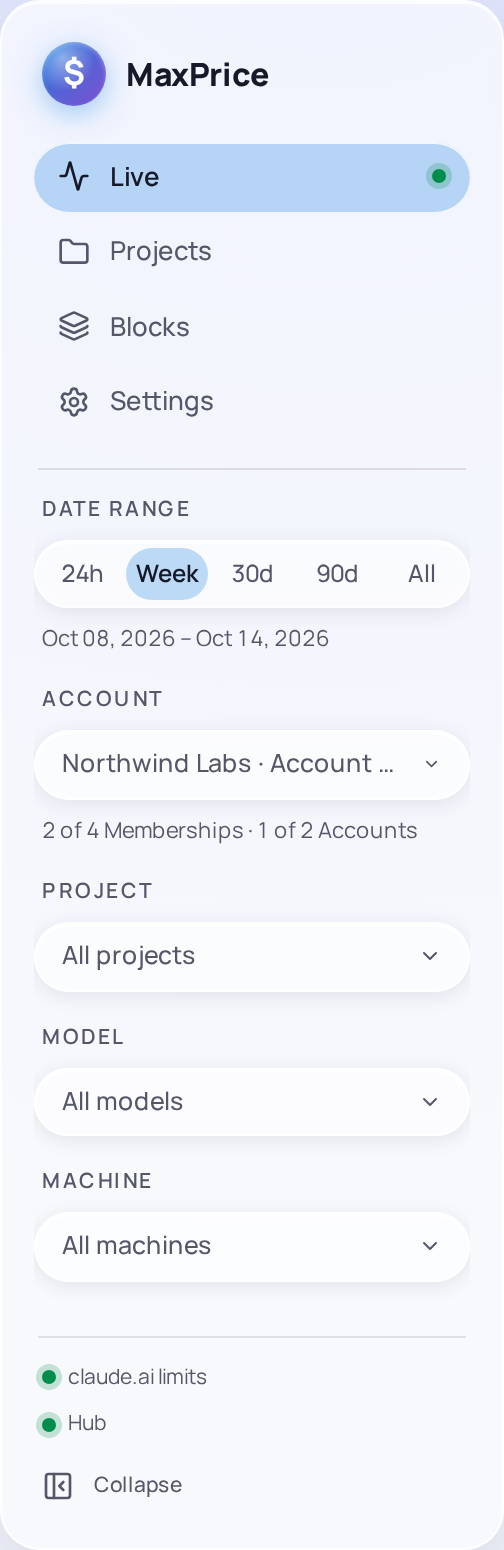 $ MaxPrice
Live
Projects
Blocks
Settings
DATE RANGE
24h Week 30d 90d All
Oct 08, 2026 – Oct 14, 2026
ACCOUNT
Northwind Labs · Account ...
2 of 4 Memberships · 1 of 2 Accounts
PROJECT
All projects
MODEL
All models
MACHINE
All machines
claude.ai limits
Hub
Collapse